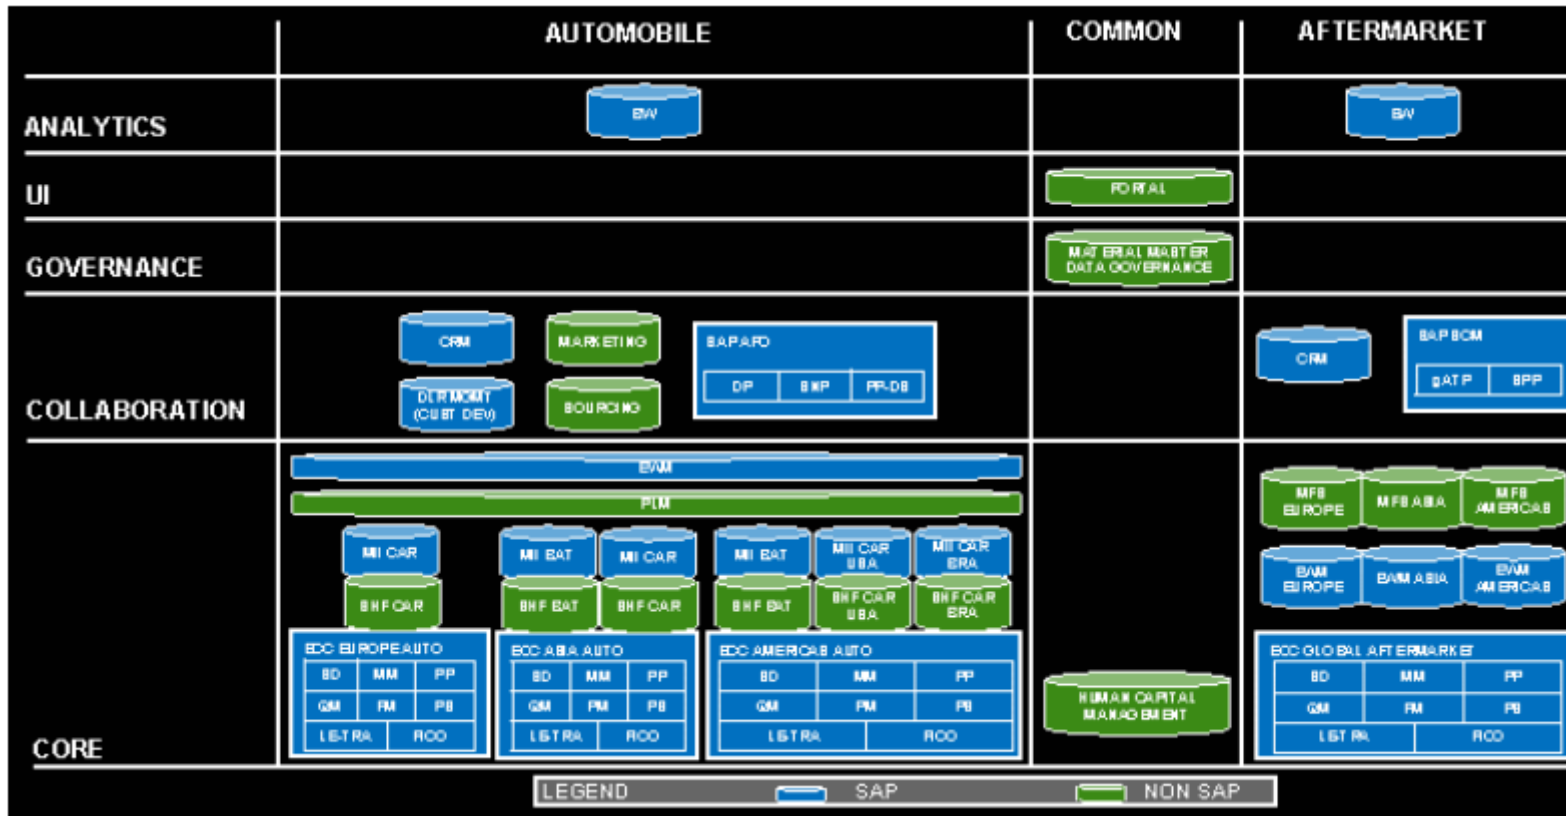 AUTOMOBILE
COMMON
AFTERMARKET
ANALYTICS
BW
BW
UI
PORTAL
GOVERNANCE
MATERIAL MASTER
DATA GOVERNANCE
COLLABORATION
CRM
MARKETING
DLR MGMT
(CUST DEV)
SOURCING
SAP APO
DP
SNP
PP-DS
CRM
SAP SCM
gATP
SPP
CORE
EAM
PLM
MII CAR
MII BAT
MII CAR
MII BAT
MII CAR
USA
MII CAR
BRA
SHF CAR
SHF BAT
SHF CAR
SHF BAT
SHF CAR
USA
SHF CAR
BRA
ECC EUROPE AUTO
SD
MM
PP
QM
PM
PS
LE-TRA
FICO
ECC ASIA AUTO
SD
MM
PP
QM
PM
PS
LE-TRA
FICO
ECC AMERICAS AUTO
SD
MM
PP
QM
PM
PS
LE-TRA
FICO
HUMAN CAPITAL
MANAGEMENT
MFS
EUROPE
MFS ASIA
MFS
AMERICAS
EAM
EUROPE
EAM ASIA
EAM
AMERICAS
ECC GLOBAL AFTERMARKET
SD
MM
PP
QM
PM
PS
LE-TRA
FICO
LEGEND
SAP
NON SAP